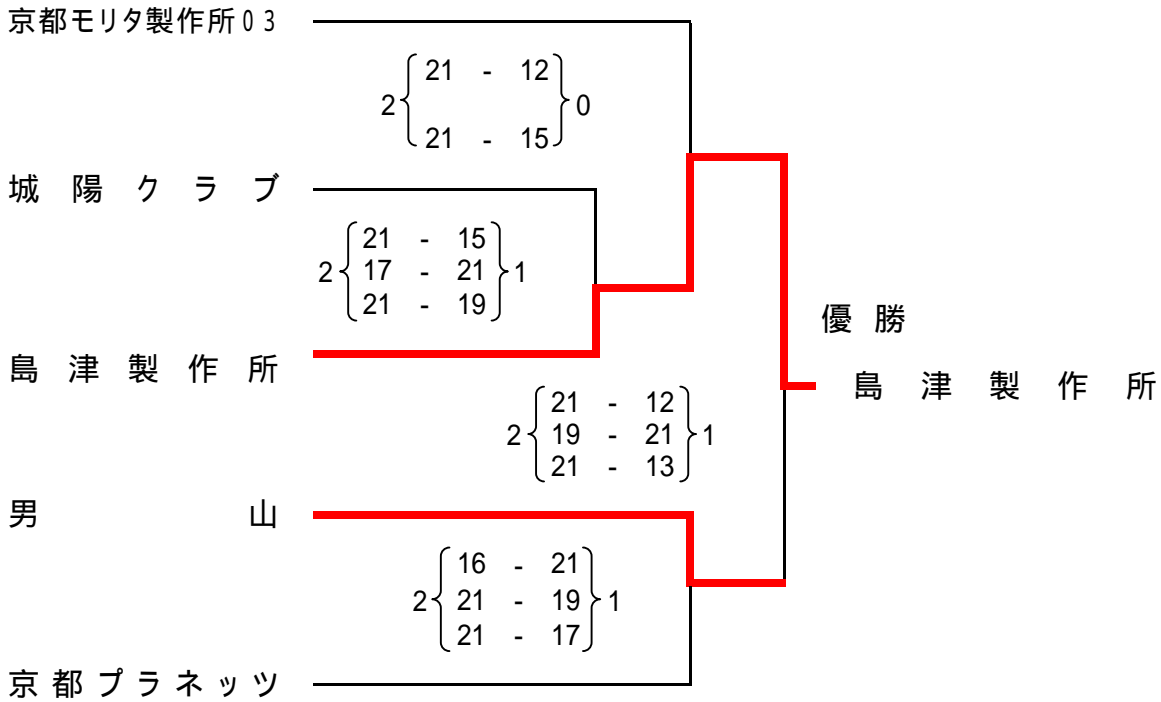 京都モリタ製作所03
21 - 12
2 0
21 - 15
城陽クラブ
21 - 15
2 17 - 21 1
21 - 19
優勝
島津製作所
島津製作所
21 - 12
2 19 - 21 1
21 - 13
男山
16 - 21
2 21 - 19 1
21 - 17
京都プラネッツ